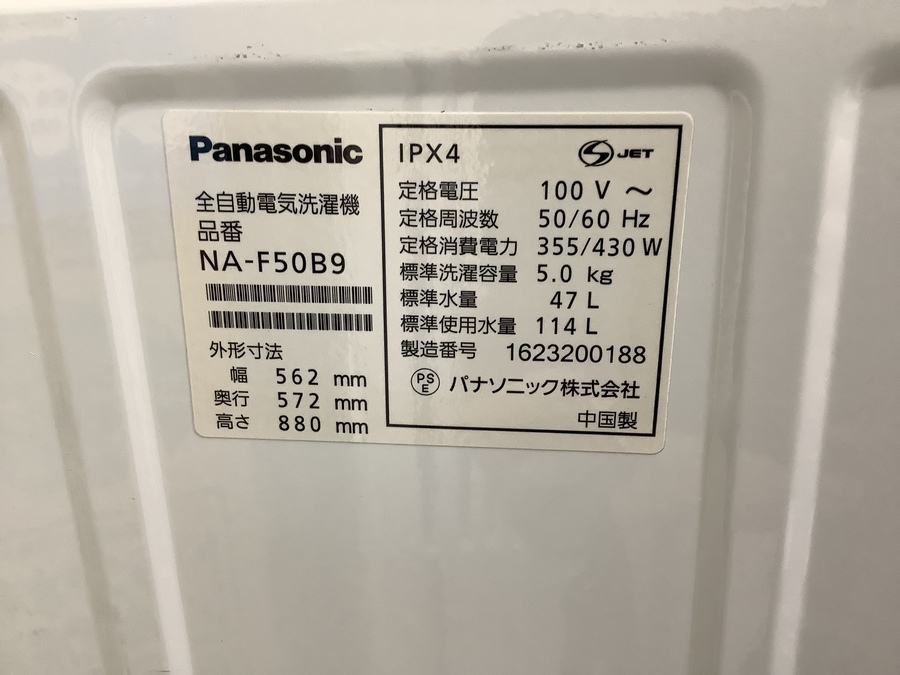 Panasonic
全自動電気洗濯機
品番
NA-F50B9
外形寸法
幅 562 mm
奥行 572 mm
高さ 880 mm
IPX4
S JET
定格電圧 100 V ～
定格周波数 50/60 Hz
定格消費電力 355/430 W
標準洗濯容量 5.0 kg
標準水量 47 L
標準使用水量 114 L
製造番号 1623200188
PS E パナソニック株式会社
中国製